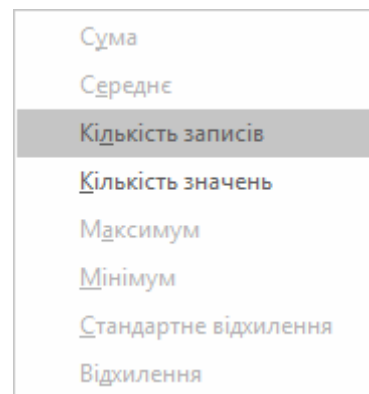 Сума
Середнє
Кількість записів
Кількість значень
Максимум
Мінімум
Стандартне відхилення
Відхилення